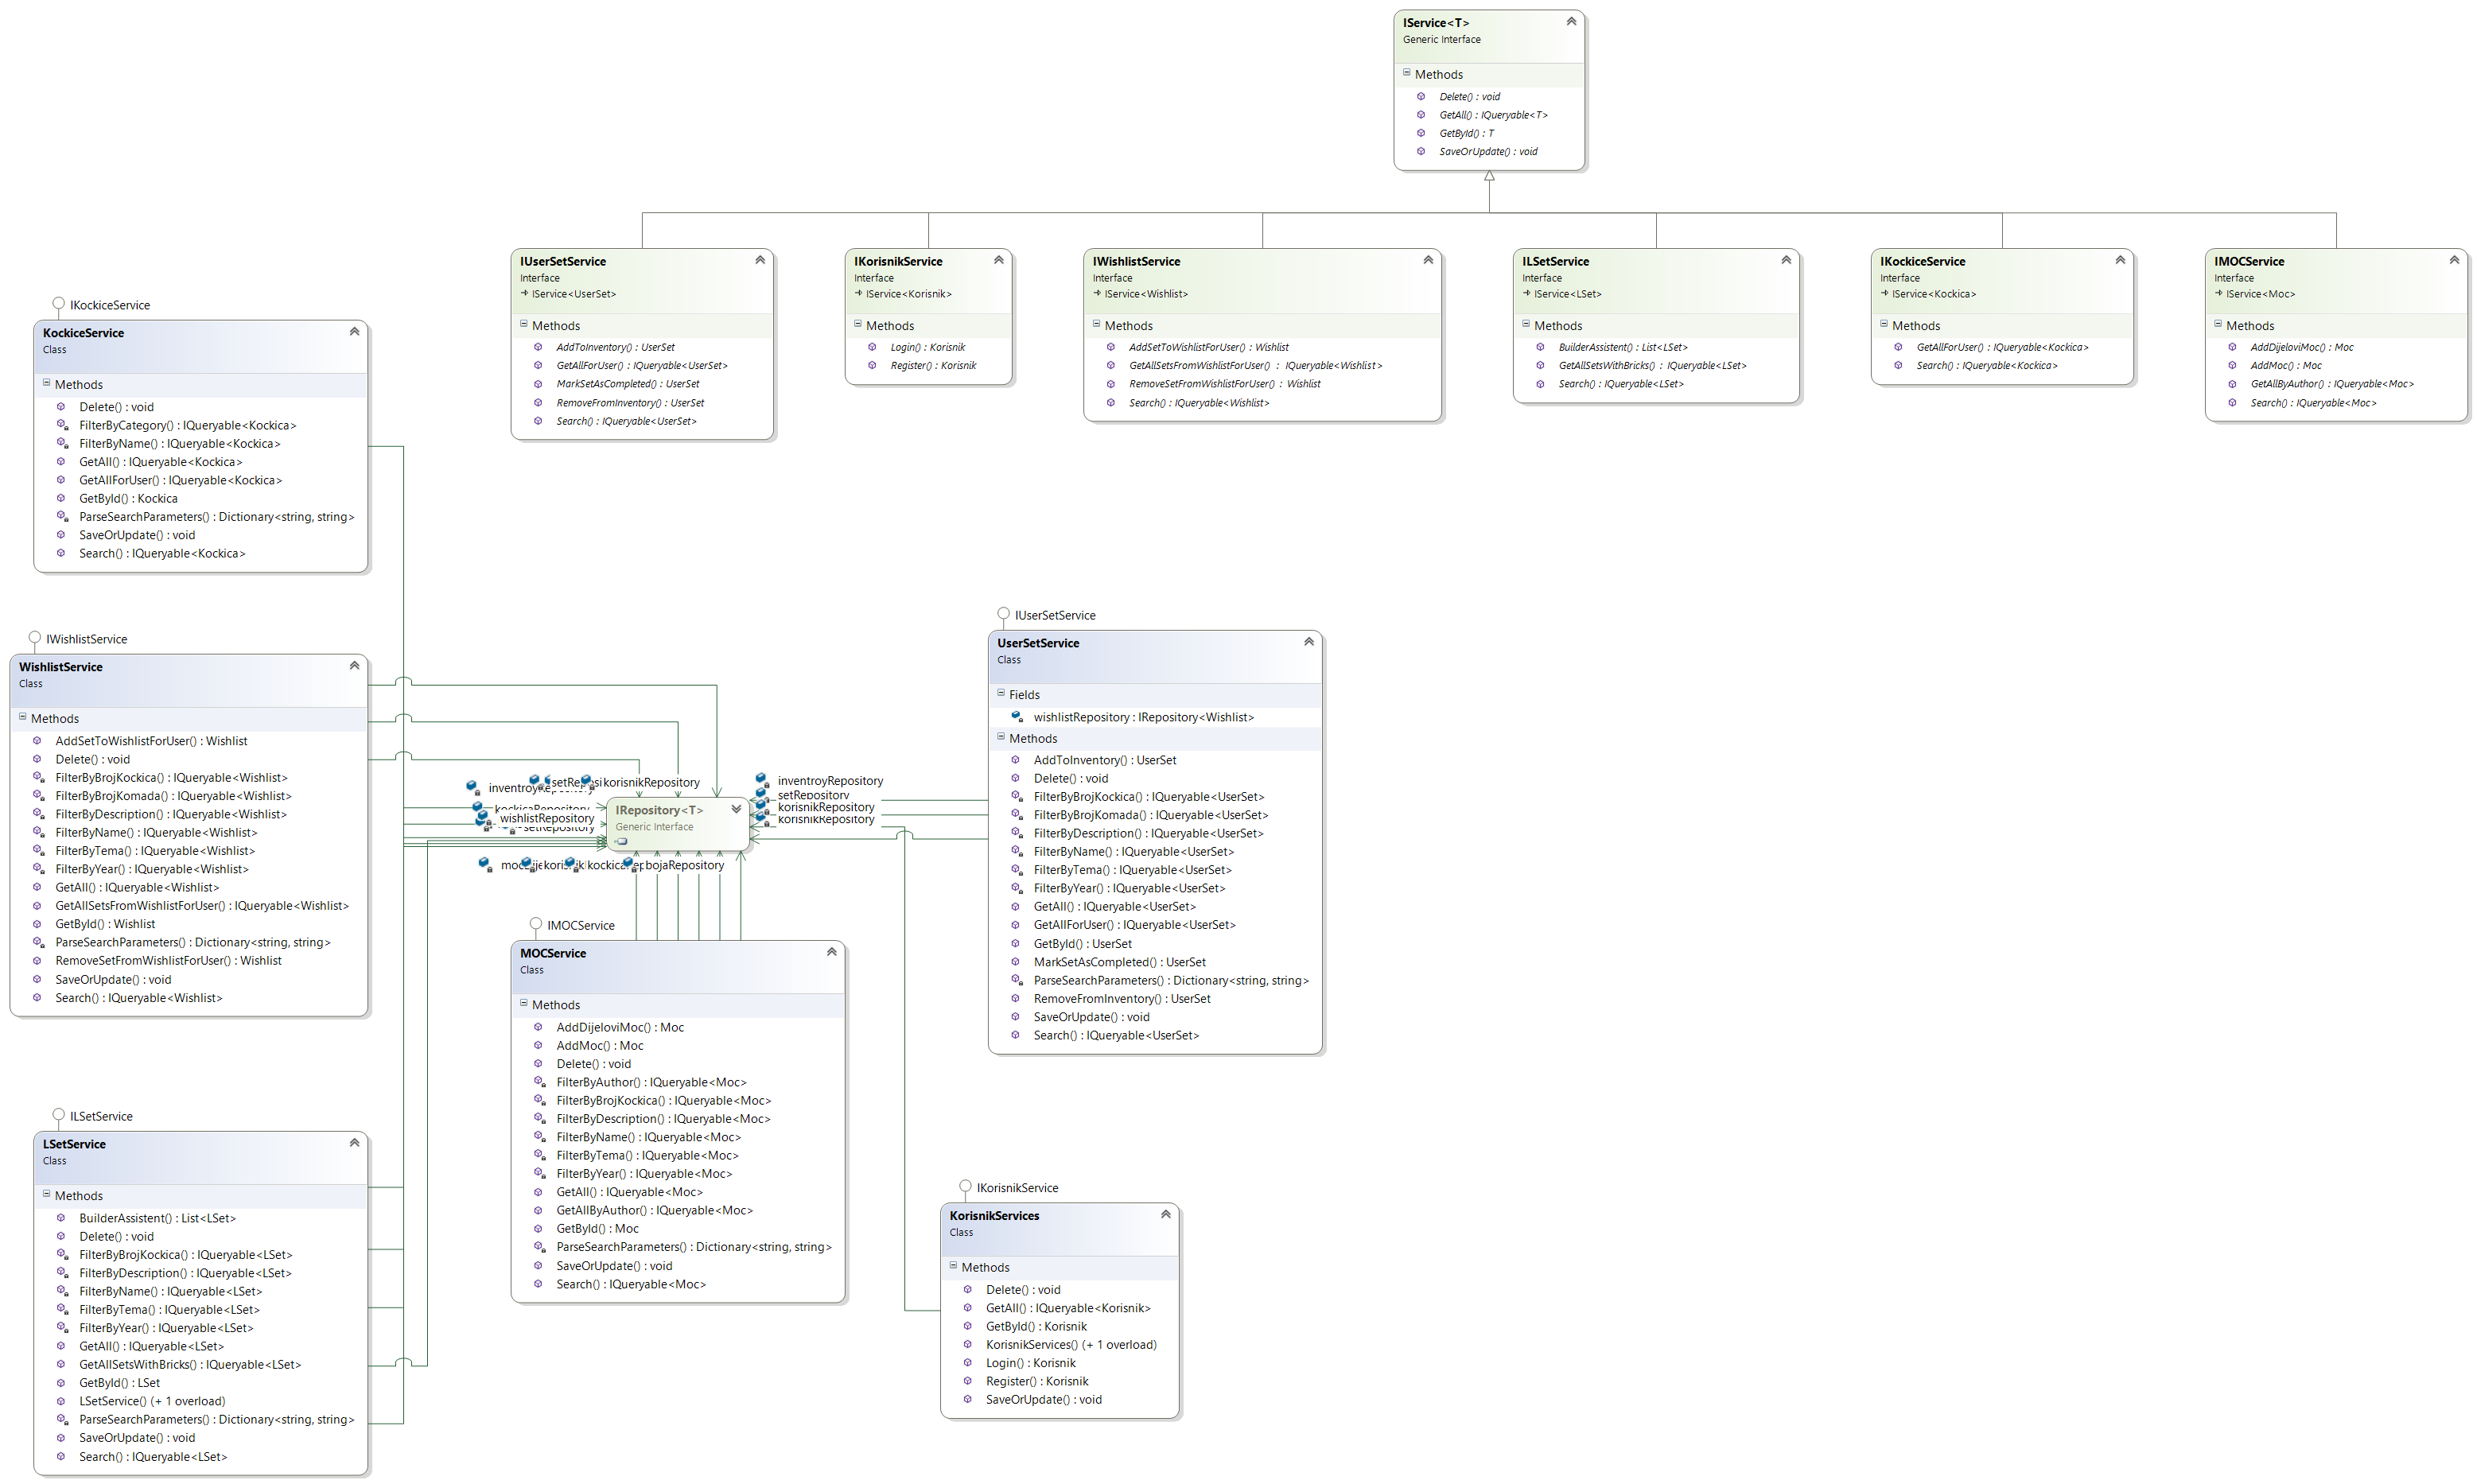 IService<T>
Generic Interface
Methods
Delete() : void
GetAll() : IQueryable<T>
GetById() : T
SaveOrUpdate() : void
IUserSetService
Interface
IService<UserSet>
Methods
AddToInventory() : UserSet
GetAllForUser() : IQueryable<UserSet>
MarkSetAsCompleted() : UserSet
RemoveFromInventory() : UserSet
Search() : IQueryable<UserSet>
IKorisnikService
Interface
IService<Korisnik>
Methods
Login() : Korisnik
Register() : Korisnik
IWishlistService
Interface
IService<Wishlist>
Methods
AddSetToWishlistForUser() : Wishlist
GetAllSetsFromWishlistForUser() : IQueryable<Wishlist>
RemoveSetFromWishlistForUser() : Wishlist
Search() : IQueryable<Wishlist>
ILSetService
Interface
IService<LSet>
Methods
BuilderAssistent() : List<LSet>
GetAllSetsWithBricks() : IQueryable<LSet>
Search() : IQueryable<LSet>
IKockiceService
Interface
IService<Kockica>
Methods
GetAllForUser() : IQueryable<Kockica>
Search() : IQueryable<Kockica>
IMOCService
Interface
IService<Moc>
Methods
AddDijeloviMoc() : Moc
AddMoc() : Moc
GetAllByAuthor() : IQueryable<Moc>
Search() : IQueryable<Moc>
IKockiceService
KockiceService
Class
Methods
Delete() : void
FilterByCategory() : IQueryable<Kockica>
FilterByName() : IQueryable<Kockica>
GetAll() : IQueryable<Kockica>
GetAllForUser() : IQueryable<Kockica>
GetById() : Kockica
ParseSearchParameters() : Dictionary<string, string>
SaveOrUpdate() : void
Search() : IQueryable<Kockica>
IWishlistService
WishlistService
Class
Methods
AddSetToWishlistForUser() : Wishlist
Delete() : void
FilterByBrojKockica() : IQueryable<Wishlist>
FilterByBrojKomada() : IQueryable<Wishlist>
FilterByDescription() : IQueryable<Wishlist>
FilterByName() : IQueryable<Wishlist>
FilterByTema() : IQueryable<Wishlist>
FilterByYear() : IQueryable<Wishlist>
GetAll() : IQueryable<Wishlist>
GetAllSetsFromWishlistForUser() : IQueryable<Wishlist>
GetById() : Wishlist
ParseSearchParameters() : Dictionary<string, string>
RemoveSetFromWishlistForUser() : Wishlist
SaveOrUpdate() : void
Search() : IQueryable<Wishlist>
korisnikRepository
kockicaRepository
wishlistRepository
setRepository
bojaRepository
IRepository<T>
Generic Interface
inventroyRepository
setRepository
korisnikRepository
korisnikRepository
IUserSetService
UserSetService
Class
Fields
wishlistRepository : IRepository<Wishlist>
Methods
AddToInventory() : UserSet
Delete() : void
FilterByBrojKockica() : IQueryable<UserSet>
FilterByBrojKomada() : IQueryable<UserSet>
FilterByDescription() : IQueryable<UserSet>
FilterByName() : IQueryable<UserSet>
FilterByTema() : IQueryable<UserSet>
FilterByYear() : IQueryable<UserSet>
GetAll() : IQueryable<UserSet>
GetAllForUser() : IQueryable<UserSet>
GetById() : UserSet
MarkSetAsCompleted() : UserSet
ParseSearchParameters() : Dictionary<string, string>
RemoveFromInventory() : UserSet
SaveOrUpdate() : void
Search() : IQueryable<UserSet>
IMOCService
MOCService
Class
Methods
AddDijeloviMoc() : Moc
AddMoc() : Moc
Delete() : void
FilterByAuthor() : IQueryable<Moc>
FilterByBrojKockica() : IQueryable<Moc>
FilterByDescription() : IQueryable<Moc>
FilterByName() : IQueryable<Moc>
FilterByTema() : IQueryable<Moc>
FilterByYear() : IQueryable<Moc>
GetAll() : IQueryable<Moc>
GetAllByAuthor() : IQueryable<Moc>
GetById() : Moc
ParseSearchParameters() : Dictionary<string, string>
SaveOrUpdate() : void
Search() : IQueryable<Moc>
ILSetService
LSetService
Class
Methods
BuilderAssistent() : List<LSet>
Delete() : void
FilterByBrojKockica() : IQueryable<LSet>
FilterByDescription() : IQueryable<LSet>
FilterByName() : IQueryable<LSet>
FilterByTema() : IQueryable<LSet>
FilterByYear() : IQueryable<LSet>
GetAll() : IQueryable<LSet>
GetAllSetsWithBricks() : IQueryable<LSet>
GetById() : LSet
LSetService() (+ 1 overload)
ParseSearchParameters() : Dictionary<string, string>
SaveOrUpdate() : void
Search() : IQueryable<LSet>
IKorisnikService
KorisnikServices
Class
Methods
Delete() : void
GetAll() : IQueryable<Korisnik>
GetById() : Korisnik
KorisnikServices() (+ 1 overload)
Login() : Korisnik
Register() : Korisnik
SaveOrUpdate() : void